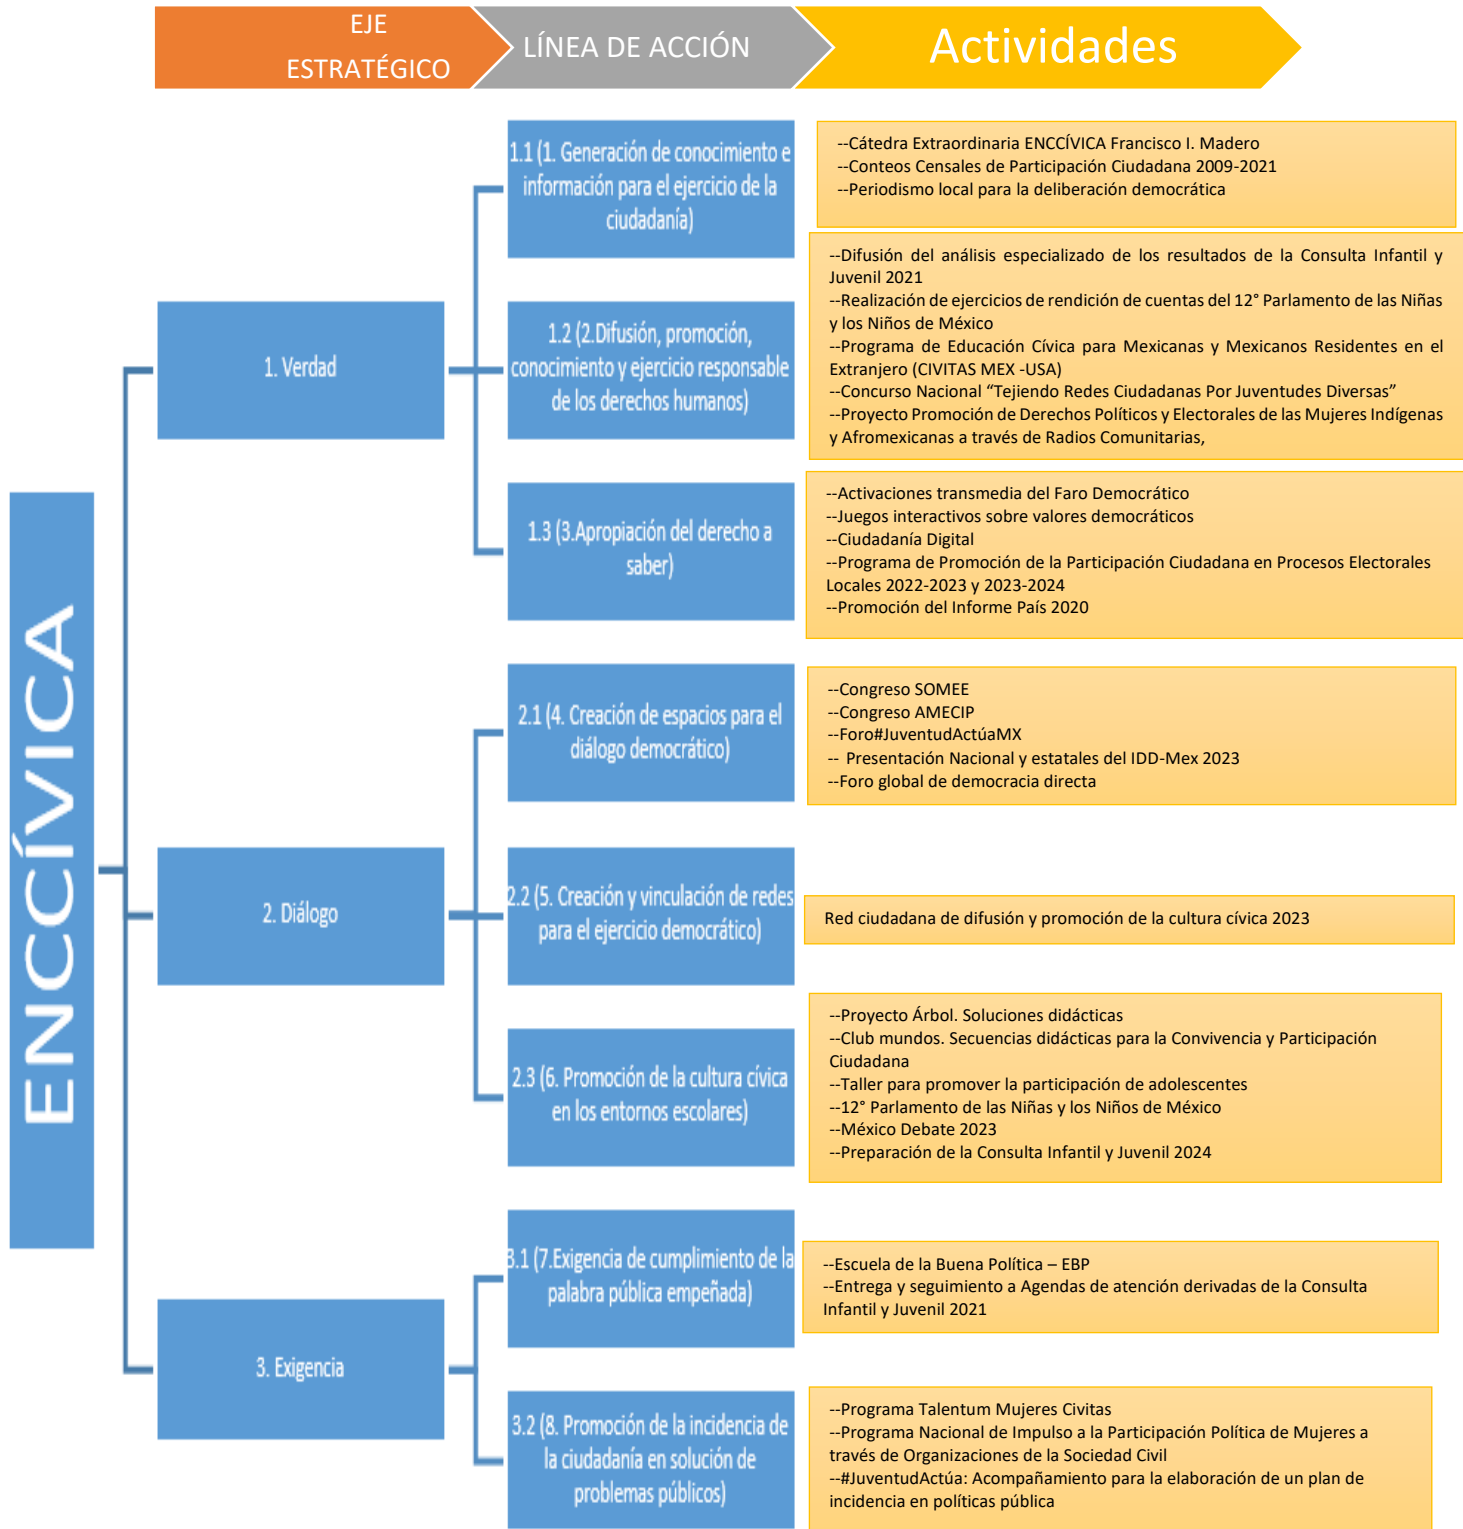 EJE
ESTRATÉGICO
LÍNEA DE ACCIÓN
Actividades
ENCCÍVICA
1. Verdad
1.1 (1. Generación de conocimiento e
información para el ejercicio de la
ciudadanía)
--Cátedra Extraordinaria ENCCÍVICA Francisco I. Madero
--Conteos Censales de Participación Ciudadana 2009-2021
--Periodismo local para la deliberación democrática
1.2 (2.Difusión, promoción,
conocimiento y ejercicio responsable
de los derechos humanos)
--Difusión del análisis especializado de los resultados de la Consulta Infantil y
Juvenil 2021
--Realización de ejercicios de rendición de cuentas del 12° Parlamento de las Niñas
y los Niños de México
--Programa de Educación Cívica para Mexicanas y Mexicanos Residentes en el
Extranjero (CIVITAS MEX -USA)
--Concurso Nacional “Tejiendo Redes Ciudadanas Por Juventudes Diversas”
--Proyecto Promoción de Derechos Políticos y Electorales de las Mujeres Indígenas
y Afromexicanas a través de Radios Comunitarias,
1.3 (3.Apropiación del derecho a
saber)
--Activaciones transmedia del Faro Democrático
--Juegos interactivos sobre valores democráticos
--Ciudadanía Digital
--Programa de Promoción de la Participación Ciudadana en Procesos Electorales
Locales 2022-2023 y 2023-2024
--Promoción del Informe País 2020
2. Diálogo
2.1 (4. Creación de espacios para el
diálogo democrático)
--Congreso SOMEE
--Congreso AMECIP
--Foro#JuventudActúaMX
-- Presentación Nacional y estatales del IDD-Mex 2023
--Foro global de democracia directa
2.2 (5. Creación y vinculación de redes
para el ejercicio democrático)
Red ciudadana de difusión y promoción de la cultura cívica 2023
2.3 (6. Promoción de la cultura cívica
en los entornos escolares)
--Proyecto Árbol. Soluciones didácticas
--Club mundos. Secuencias didácticas para la Convivencia y Participación
Ciudadana
--Taller para promover la participación de adolescentes
--12° Parlamento de las Niñas y los Niños de México
--México Debate 2023
--Preparación de la Consulta Infantil y Juvenil 2024
3. Exigencia
3.1 (7.Exigencia de cumplimiento de la
palabra pública empeñada)
--Escuela de la Buena Política – EBP
--Entrega y seguimiento a Agendas de atención derivadas de la Consulta
Infantil y Juvenil 2021
3.2 (8. Promoción de la incidencia de
la ciudadanía en solución de
problemas públicos)
--Programa Talentum Mujeres Civitas
--Programa Nacional de Impulso a la Participación Política de Mujeres a
través de Organizaciones de la Sociedad Civil
--#JuventudActúa: Acompañamiento para la elaboración de un plan de
incidencia en políticas pública